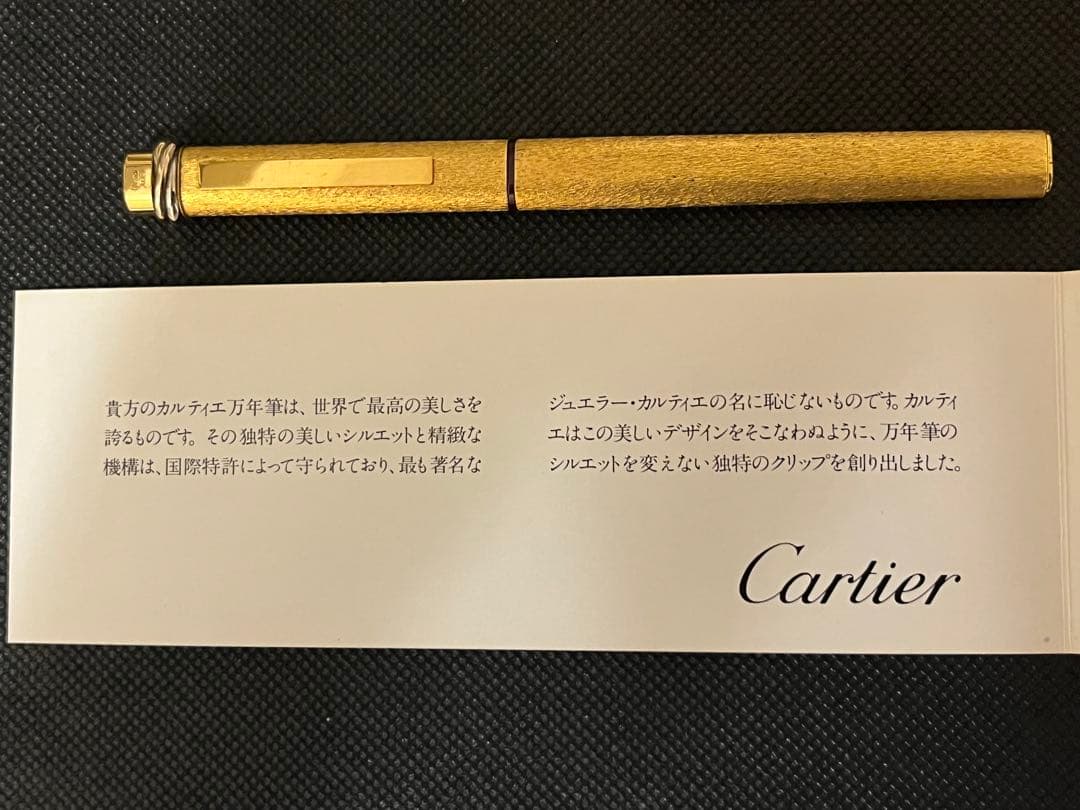 貴方のカルティエ万年筆は、世界で最高の美しさを
誇るものです。その独特の美しいシルエットと精緻な
機構は、国際特許によって守られており、最も著名な
ジュエラー・カルティエの名に恥じないものです。カルティ
エはこの美しいデザインをそこなわぬように、万年筆の
シルエットを変えない独特のクリップを創り出しました。
Cartier